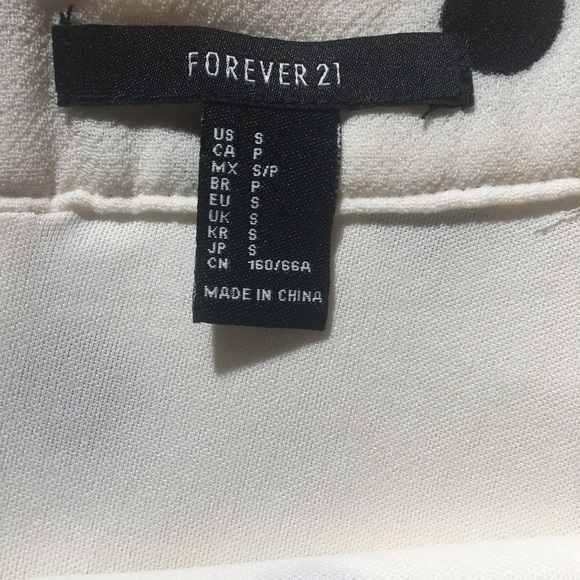 FOREVER 21
US S
CA P
MX S/P
BR P
EU S
UK S
KR S
JP S
CN 160/66A
MADE IN CHINA